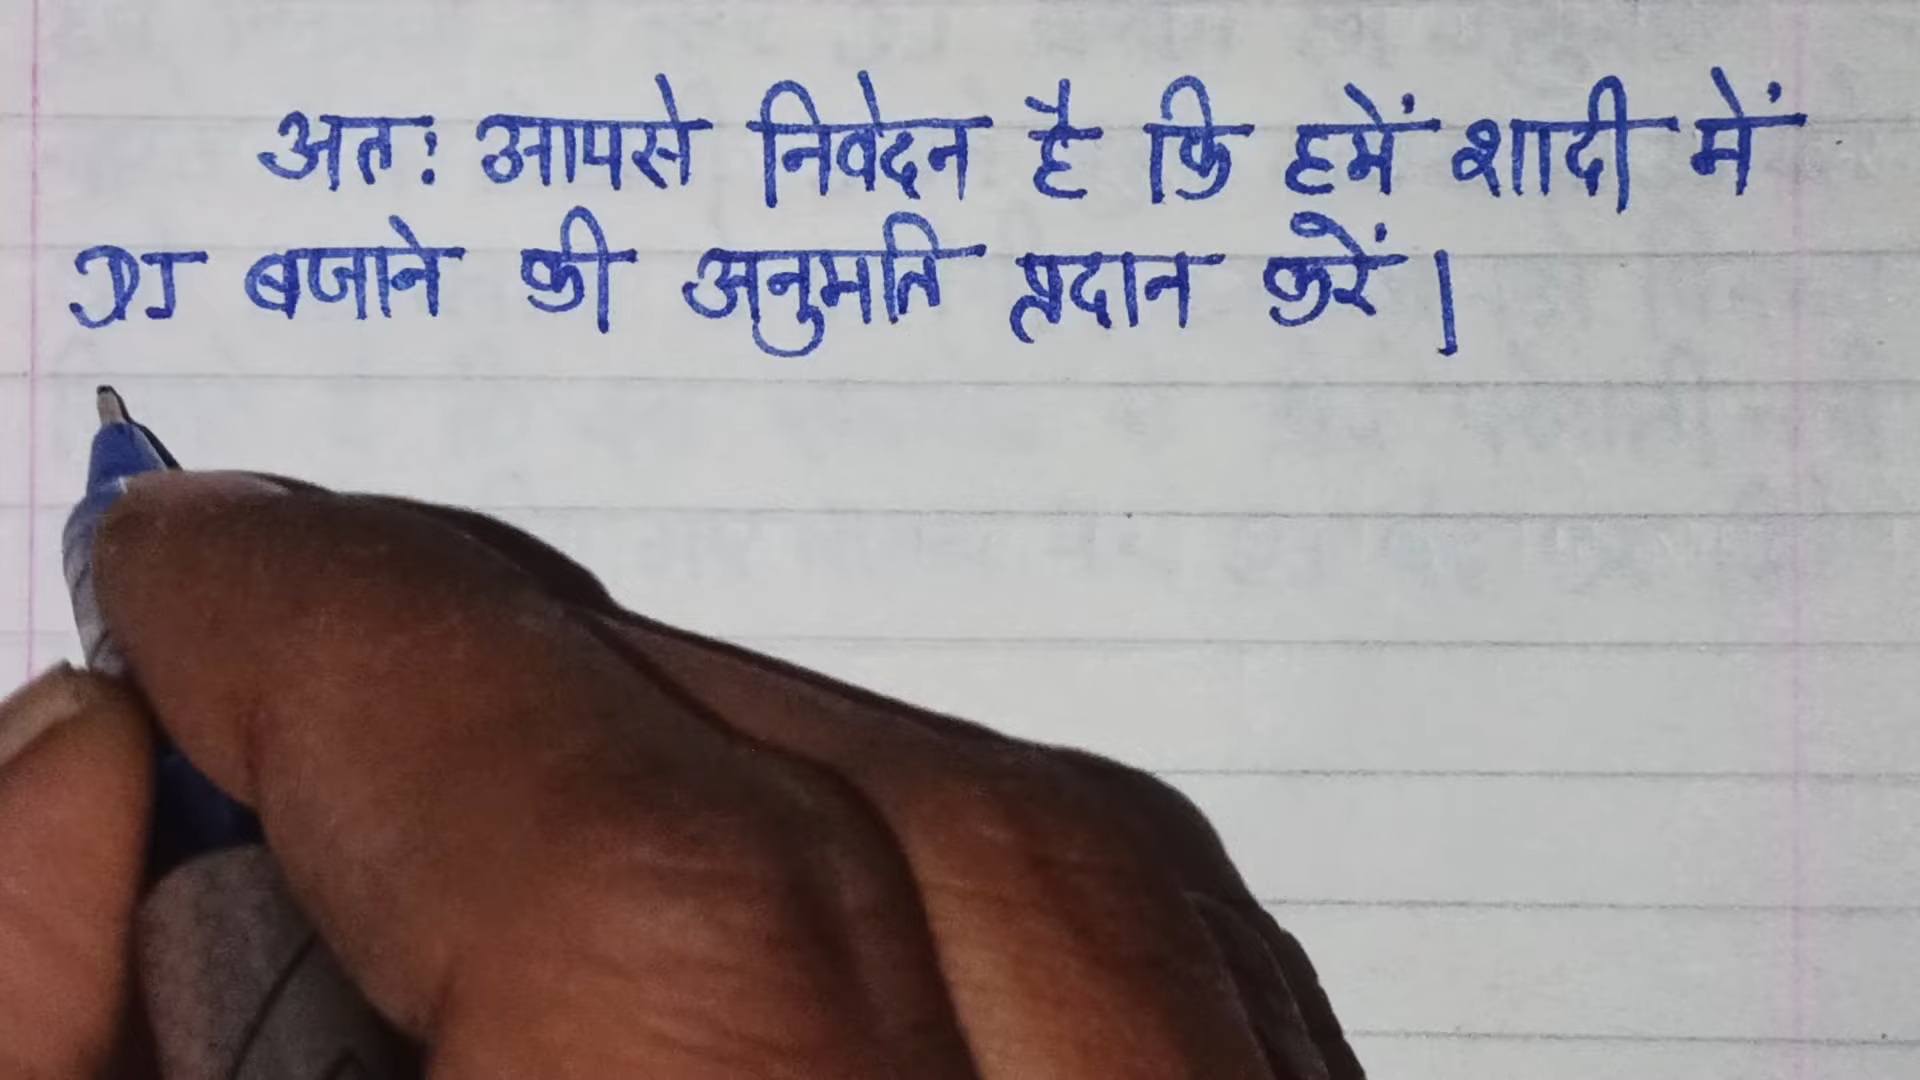 अतः आपसे निवेदन है कि हमें शादी में
DJ बजाने की अनुमति प्रदान करें।